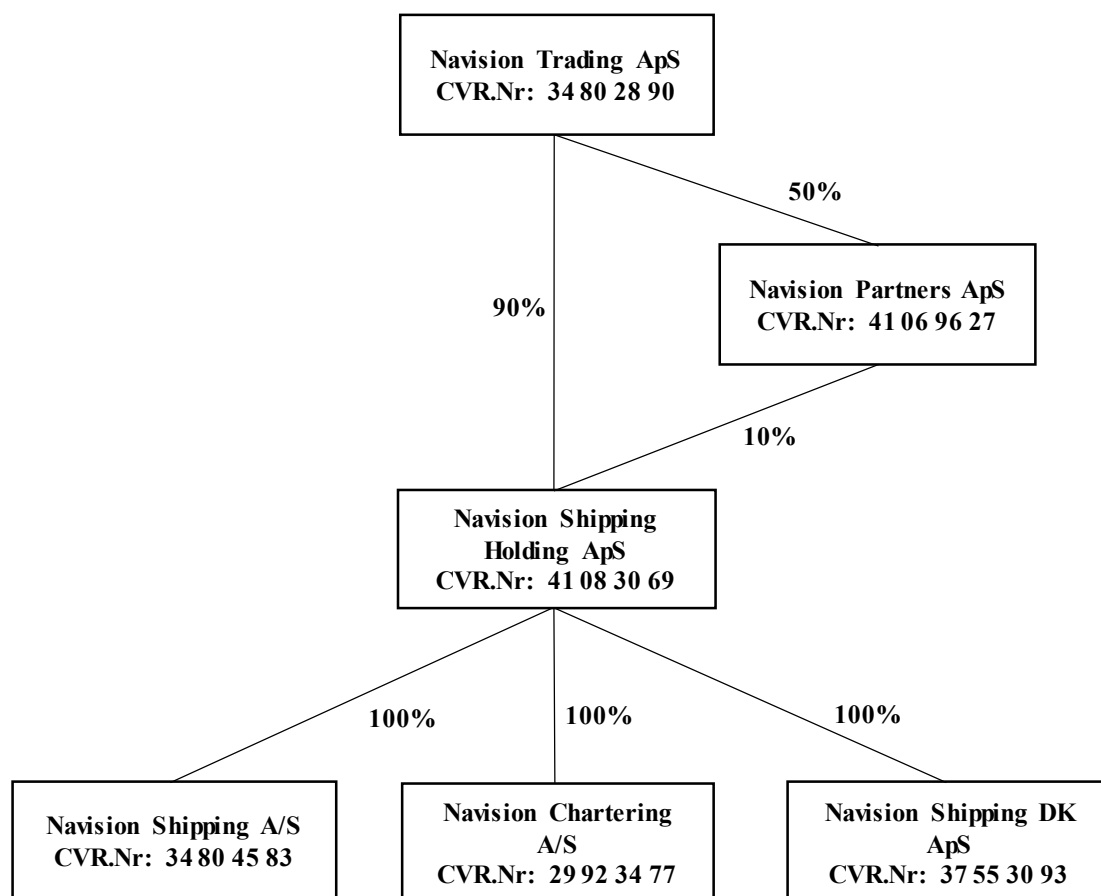 Navision Trading ApS
CVR.Nr: 34 80 28 90
50%
Navision Partners ApS
CVR.Nr: 41 06 96 27
90%
10%
Navision Shipping
Holding ApS
CVR.Nr: 41 08 30 69
100%
100%
100%
Navision Shipping A/S
CVR.Nr: 34 80 45 83
Navision Chartering
A/S
CVR.Nr: 29 92 34 77
Navision Shipping DK
ApS
CVR.Nr: 37 55 30 93